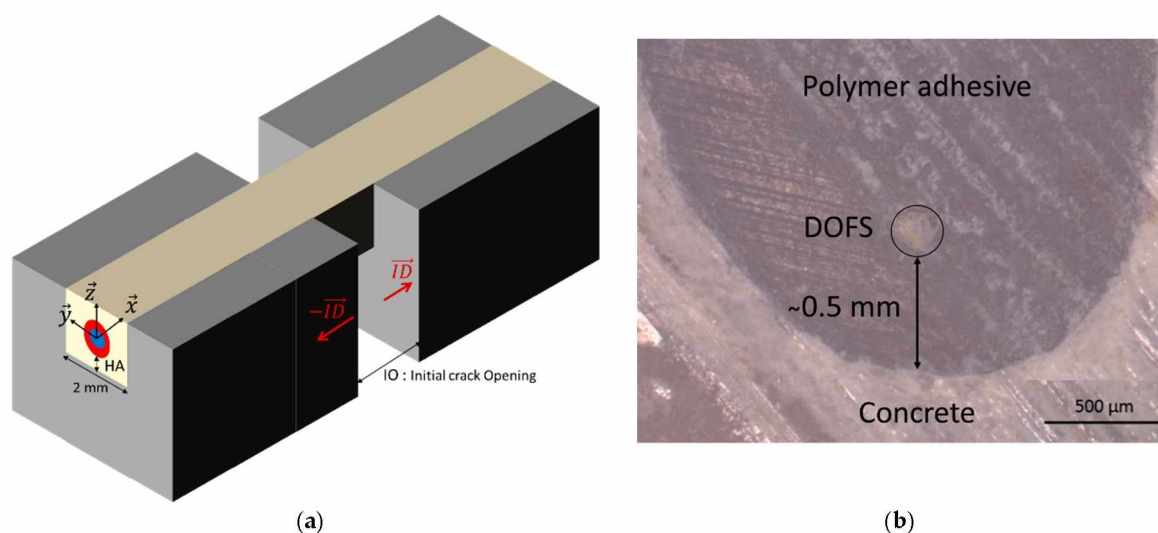 z⃗
y⃗
x⃗
HA
2 mm
−ID⃗
ID⃗
IO : Initial crack Opening
Polymer adhesive
DOFS
~0.5 mm
Concrete
500 µm
(a)
(b)